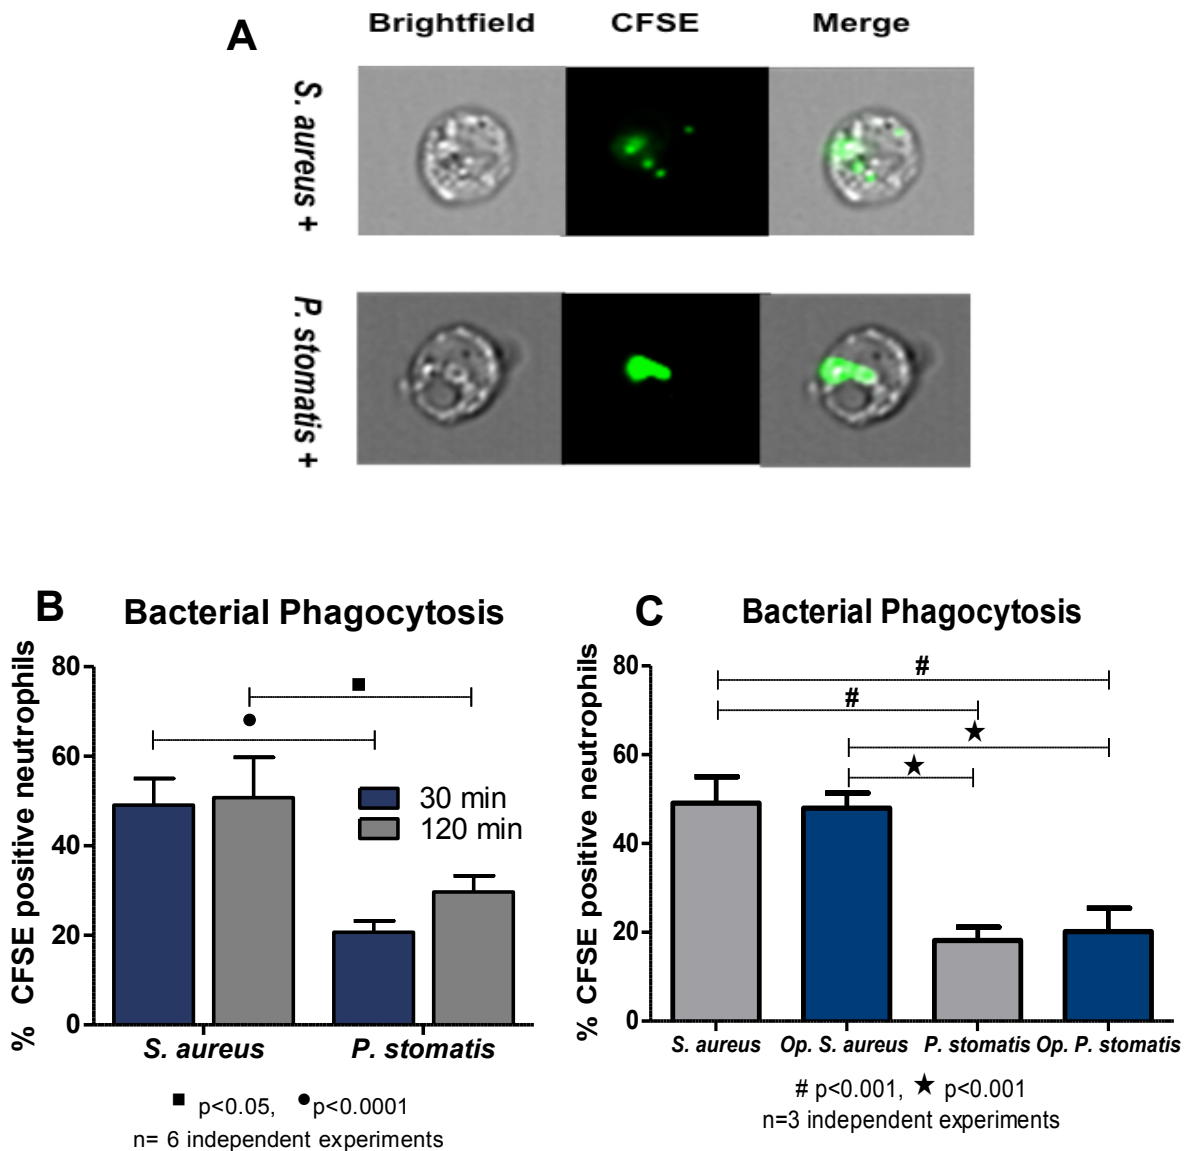 A
Brightfield CFSE Merge
S. aureus +
P. stomatis +
B
Bacterial Phagocytosis
% CFSE positive neutrophils
80
60
40
20
0
■
●
30 min
120 min
S. aureus P. stomatis
■ p<0.05, ●p<0.0001
n= 6 independent experiments
C
Bacterial Phagocytosis
% CFSE positive neutrophils
80
60
40
20
0
#
#
★
★
S. aureus Op. S. aureus P. stomatis Op. P. stomatis
# p<0.001, ★ p<0.001
n=3 independent experiments